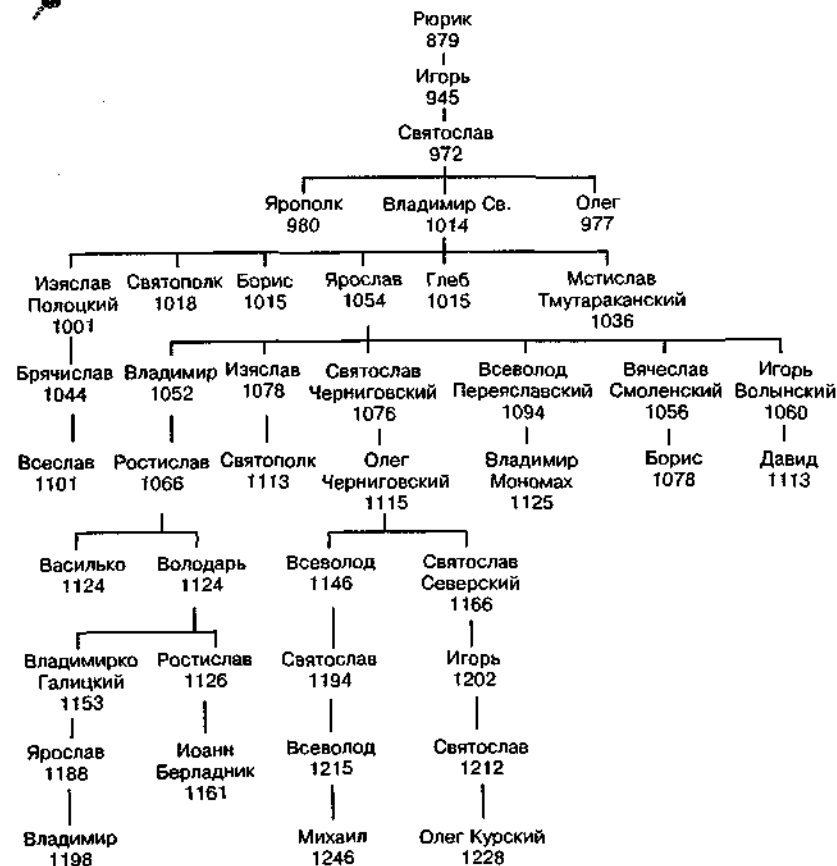 Рюрик
879
Игорь
945
Святослав
972
Ярополк Владимир Св. Олег
980 1014 977
Изяслав Святополк Борис Ярослав Глеб Мстислав
Полоцкий 1018 1015 1054 1015 Тмутараканский
1001 1036
Брячислав Владимир Изяслав Святослав Всеволод Вячеслав Игорь
1044 1052 1078 Черниговский Переяславский Смоленский Волынский
1076 1094 1056 1060
Всеслав Ростислав Святополк Олег Владимир Борис Давид
1101 1066 1113 Черниговский Мономах 1078 1113
1115 1125
Василько Володарь Всеволод Святослав
1124 1124 1146 Северский
1166
Владимирко Ростислав Святослав Игорь
Галицкий 1126 1194 1202
1153
Ярослав Иоанн Всеволод Святослав
1188 Берладник 1215 1212
1161
Владимир Михаил Олег Курский
1198 1246 1228